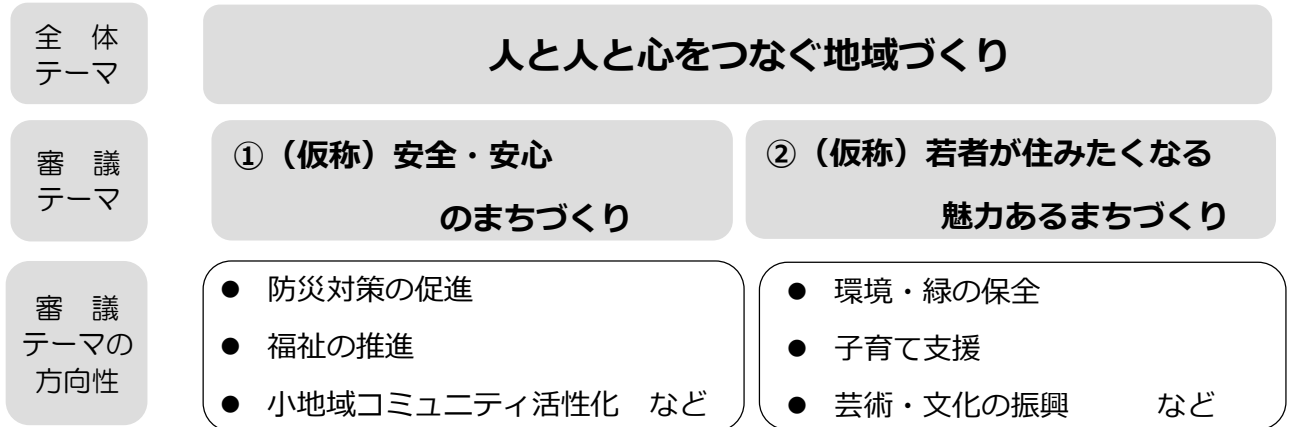 全　体
テーマ
人と人と心をつなぐ地域づくり
審　議
テーマ
①（仮称）安全・安心
のまちづくり
②（仮称）若者が住みたくなる
魅力あるまちづくり
審　議
テーマの
方向性
● 防災対策の促進
● 福祉の推進
● 小地域コミュニティ活性化　など
● 環境・緑の保全
● 子育て支援
● 芸術・文化の振興　　　など